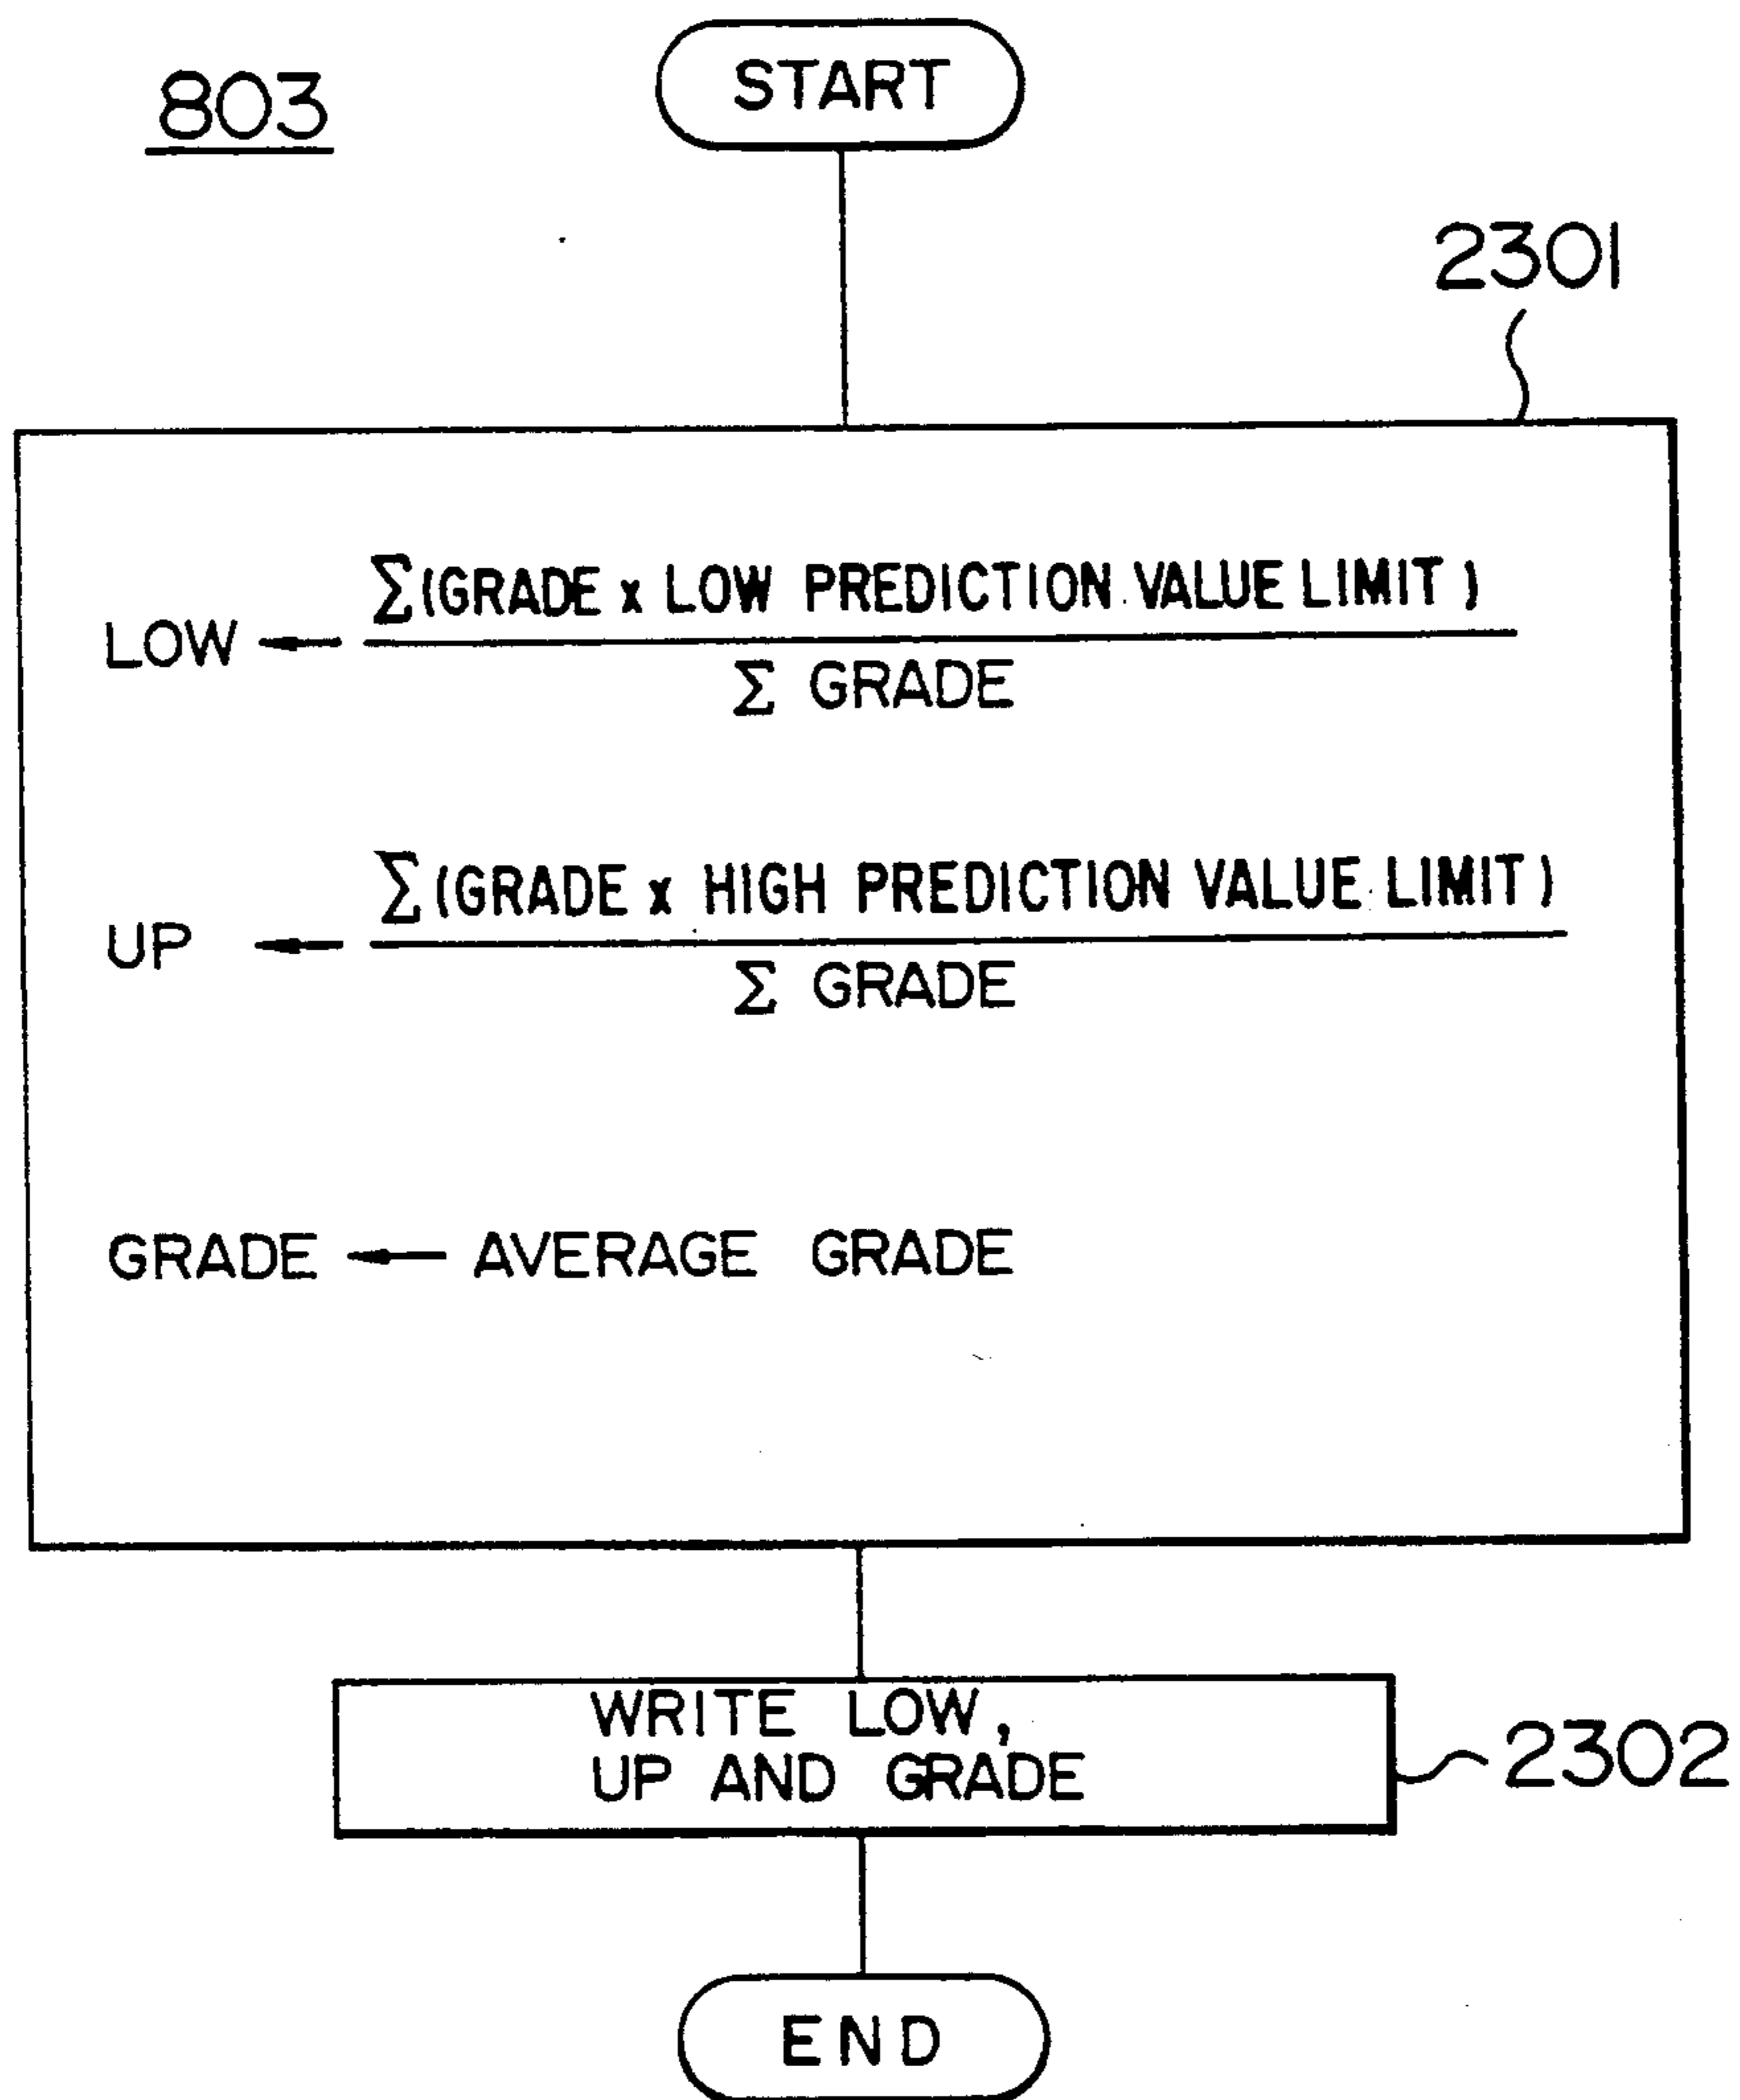 START
803
2301
Σ(GRADE x LOW PREDICTION VALUE LIMIT)
LOW ←
Σ GRADE
Σ(GRADE x HIGH PREDICTION VALUE LIMIT)
UP ←
Σ GRADE
GRADE ← AVERAGE GRADE
WRITE LOW,
UP AND GRADE
2302
END